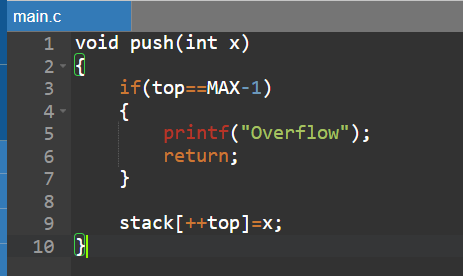 main.c
1 void push(int x)
2 {
3     if(top==MAX-1)
4     {
5         printf("Overflow");
6         return;
7     }
8
9     stack[++top]=x;
10 }